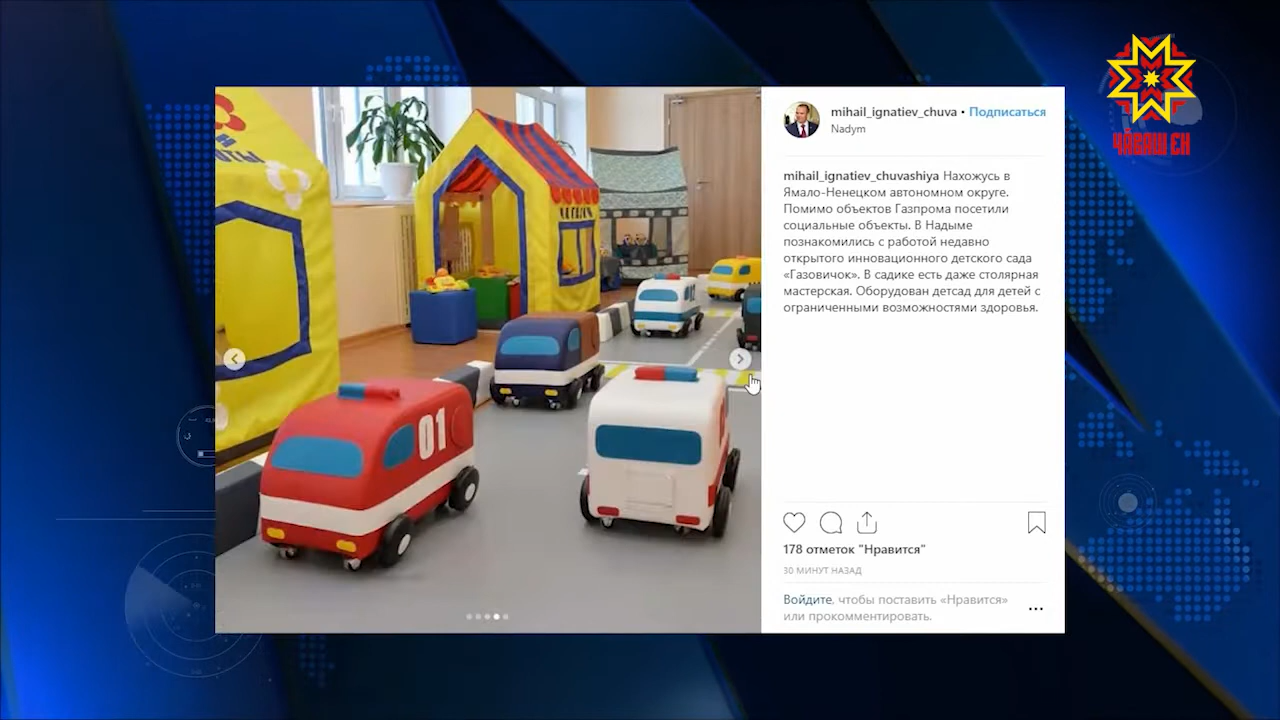 mihail_ignatiev_chuva • Подписаться
Nadym
mihail_ignatiev_chuvashiya Нахожусь в
Ямало-Ненецком автономном округе.
Помимо объектов Газпрома посетили
социальные объекты. В Надыме
познакомились с работой недавно
открытого инновационного детского сада
«Газовичок». В садике есть даже столярная
мастерская. Оборудован детсад для детей с
ограниченными возможностями здоровья.
178 отметок "Нравится"
30 МИНУТ НАЗАД
Войдите, чтобы поставить «Нравится»
или прокомментировать.
ЧӐВАШ ЕН
01